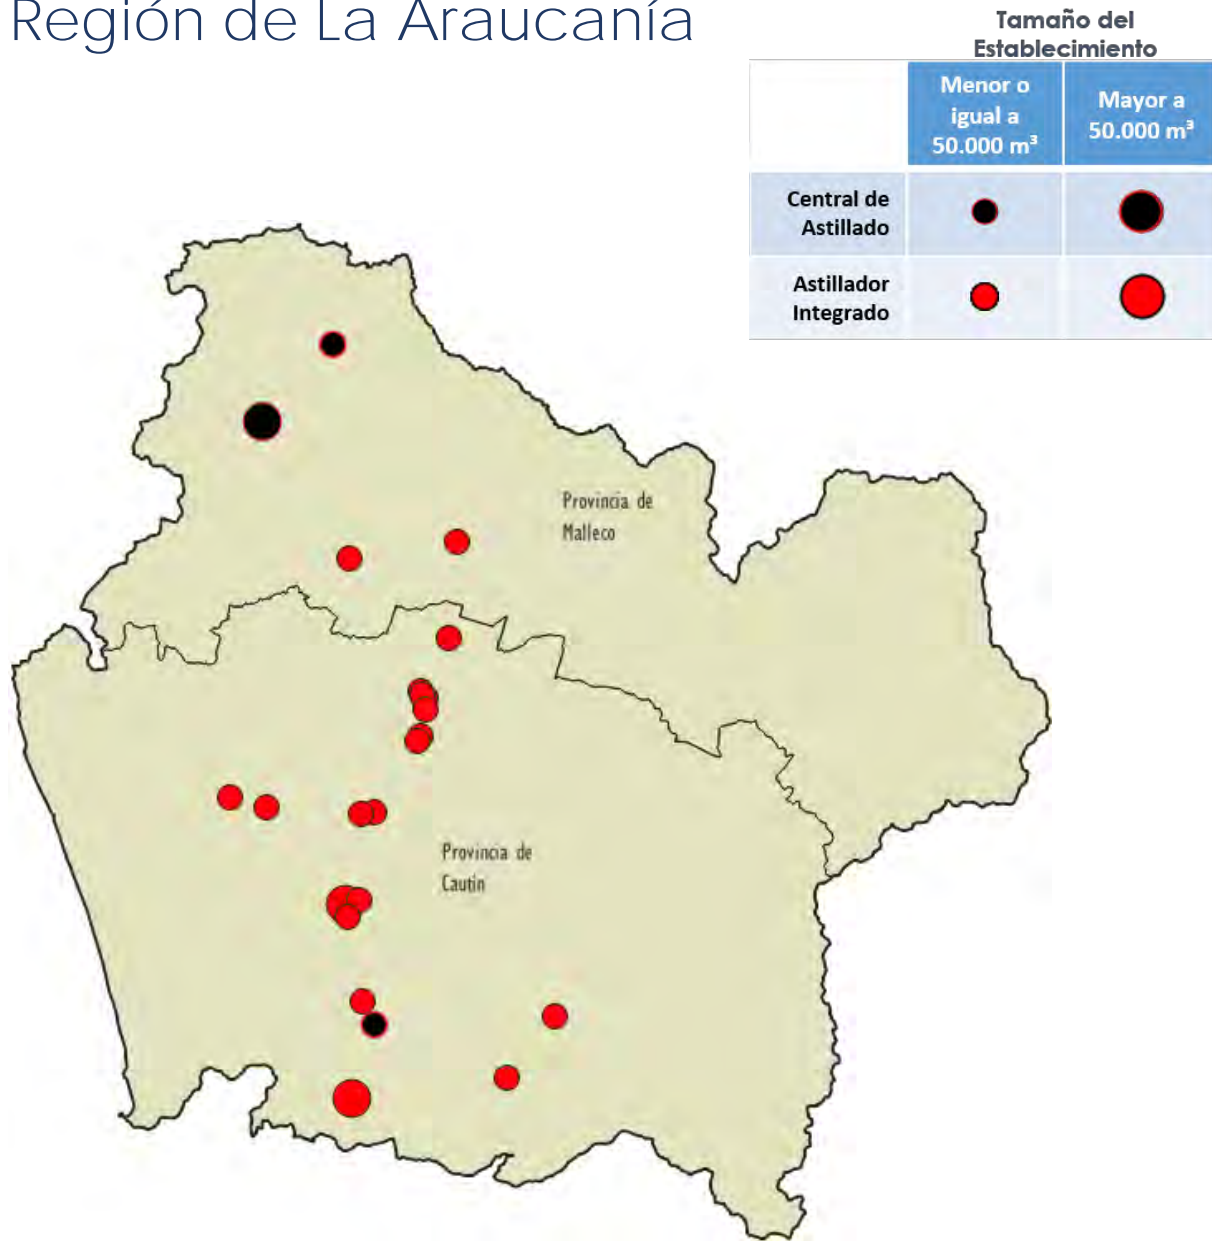 Región de La Araucanía
Tamaño del
Establecimiento
Menor o
igual a
50.000 m³
Mayor a
50.000 m³
Central de
Astillado
Astillador
Integrado
Provincia de
Malleco
Provincia de
Cautín